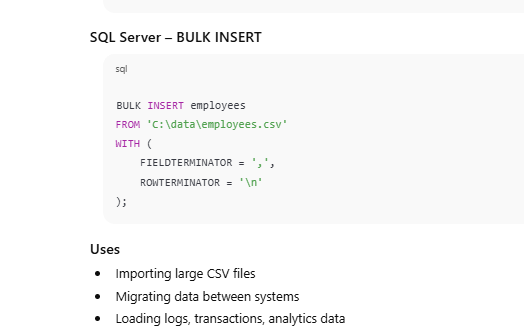 SQL Server – BULK INSERT
sql
BULK INSERT employees
FROM 'C:\data\employees.csv'
WITH (
    FIELDTERMINATOR = ',',
    ROWTERMINATOR = '\n'
);
Uses
• Importing large CSV files
• Migrating data between systems
• Loading logs, transactions, analytics data